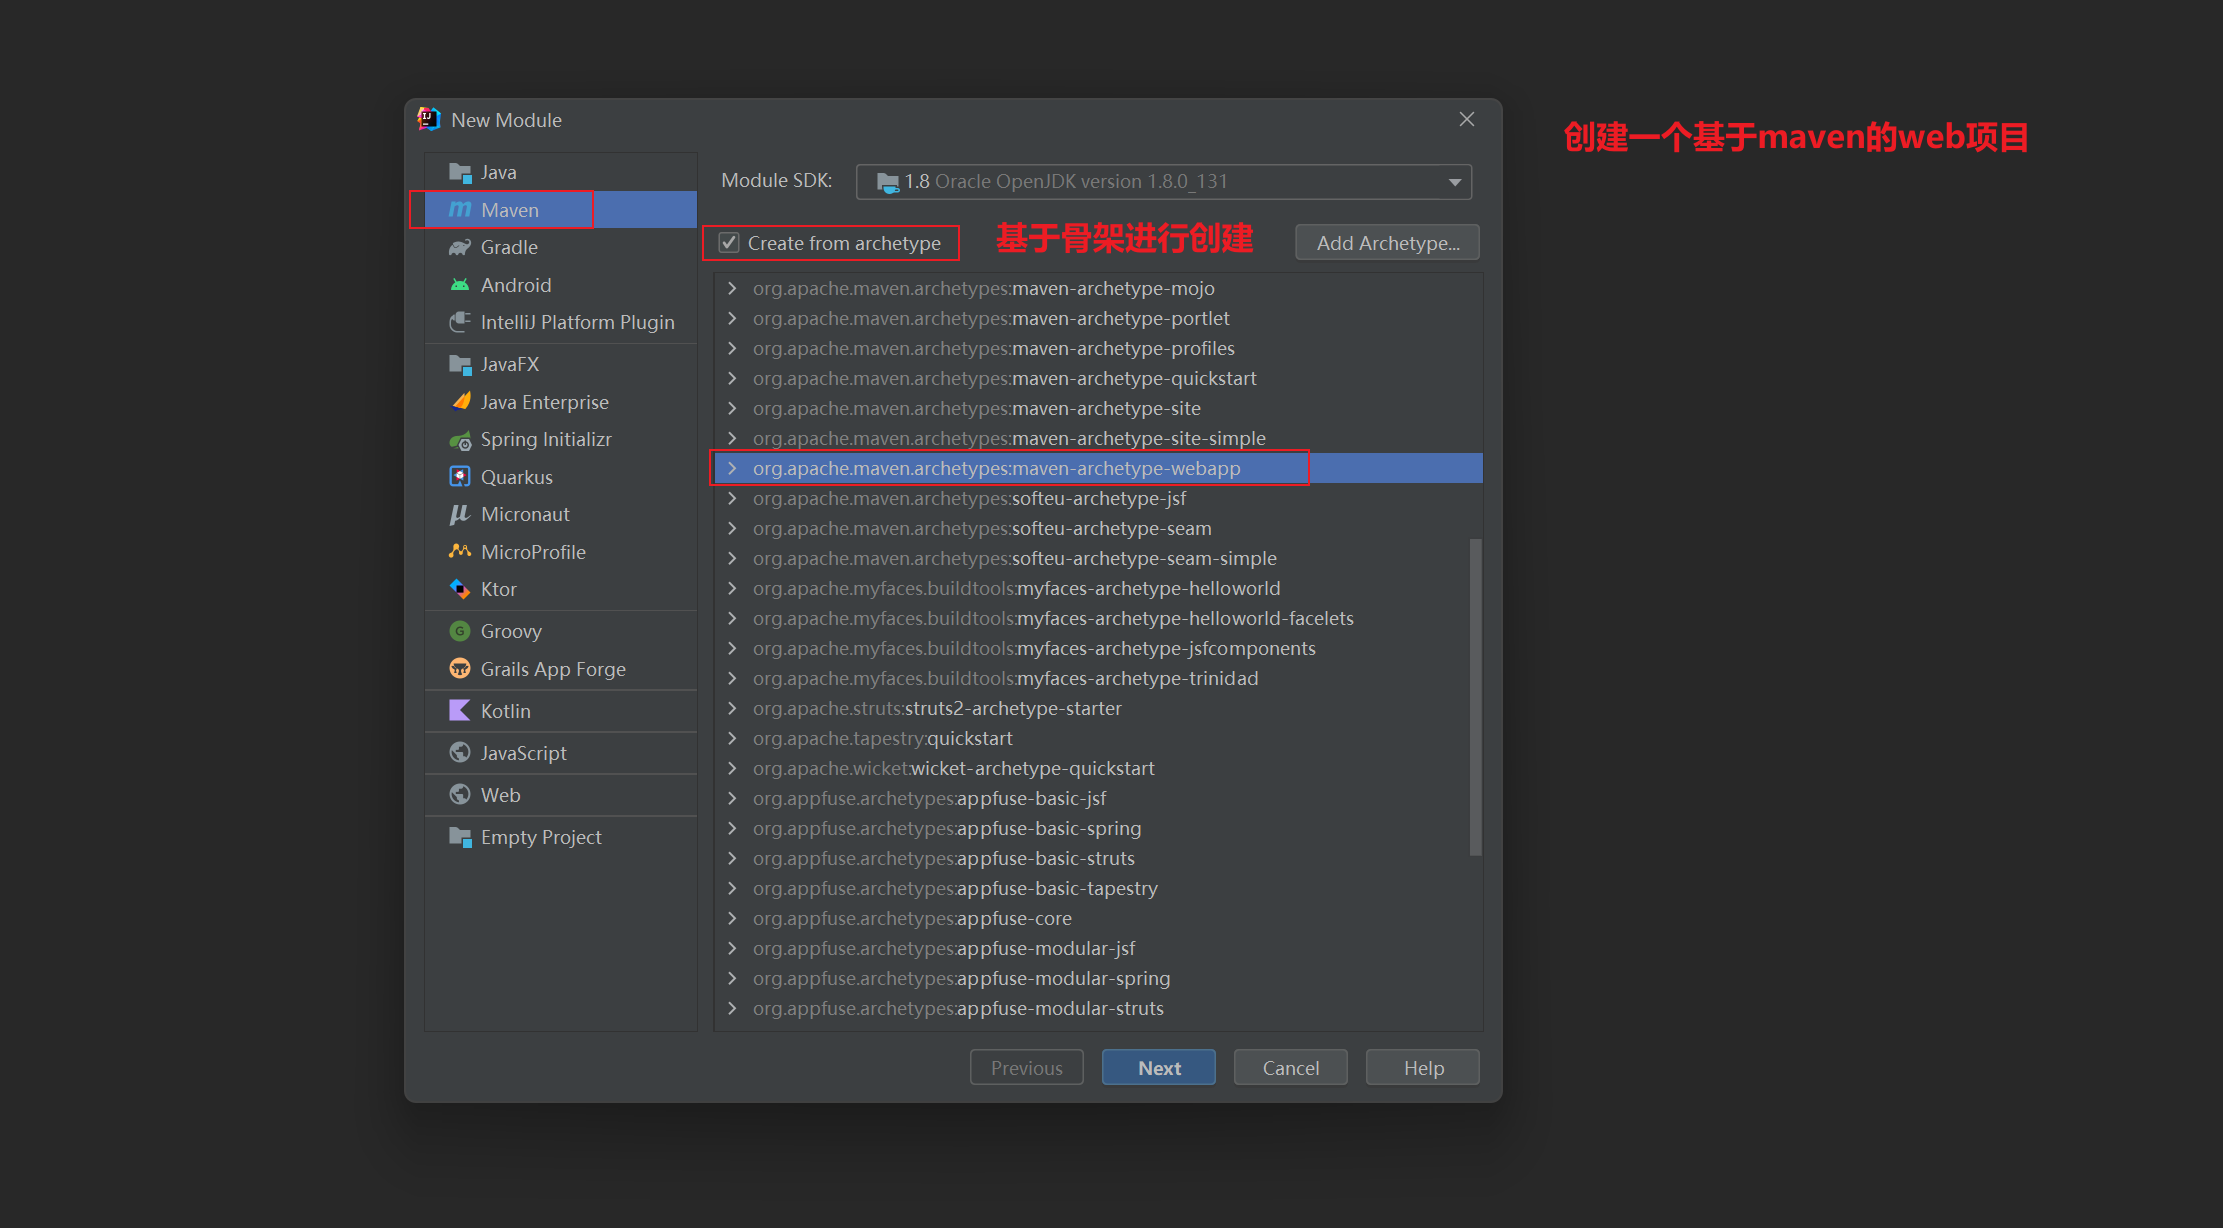 New Module
创建一个基于maven的web项目
Java
Maven
Gradle
Android
IntelliJ Platform Plugin
JavaFX
Java Enterprise
Spring Initializr
Quarkus
Micronaut
MicroProfile
Ktor
Groovy
Grails App Forge
Kotlin
JavaScript
Web
Empty Project
Module SDK: 1.8 Oracle OpenJDK version 1.8.0_131
Create from archetype 基于骨架进行创建 Add Archetype...
org.apache.maven.archetypes:maven-archetype-mojo
org.apache.maven.archetypes:maven-archetype-portlet
org.apache.maven.archetypes:maven-archetype-profiles
org.apache.maven.archetypes:maven-archetype-quickstart
org.apache.maven.archetypes:maven-archetype-site
org.apache.maven.archetypes:maven-archetype-site-simple
org.apache.maven.archetypes:maven-archetype-webapp
org.apache.maven.archetypes:softeu-archetype-jsf
org.apache.maven.archetypes:softeu-archetype-seam
org.apache.maven.archetypes:softeu-archetype-seam-simple
org.apache.myfaces.buildtools:myfaces-archetype-helloworld
org.apache.myfaces.buildtools:myfaces-archetype-helloworld-facelets
org.apache.myfaces.buildtools:myfaces-archetype-jsfcomponents
org.apache.myfaces.buildtools:myfaces-archetype-trinidad
org.apache.struts:struts2-archetype-starter
org.apache.tapestry:quickstart
org.apache.wicket:wicket-archetype-quickstart
org.appfuse.archetypes:appfuse-basic-jsf
org.appfuse.archetypes:appfuse-basic-spring
org.appfuse.archetypes:appfuse-basic-struts
org.appfuse.archetypes:appfuse-basic-tapestry
org.appfuse.archetypes:appfuse-core
org.appfuse.archetypes:appfuse-modular-jsf
org.appfuse.archetypes:appfuse-modular-spring
org.appfuse.archetypes:appfuse-modular-struts
Previous Next Cancel Help